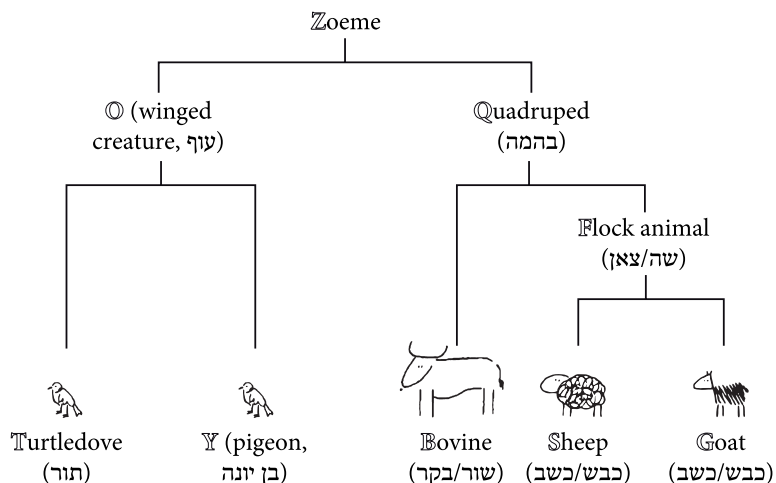 ℤoeme
𝕆 (winged
creature, עוף)
ℚuadruped
(בהמה)
𝔽lock animal
(שה/צאן)
𝕋urtledove
(תור)
𝕐 (pigeon,
בן יונה)
𝔹ovine
(שור/בקר)
𝕊heep
(כבש/כשב)
𝔾oat
(כבש/כשב)